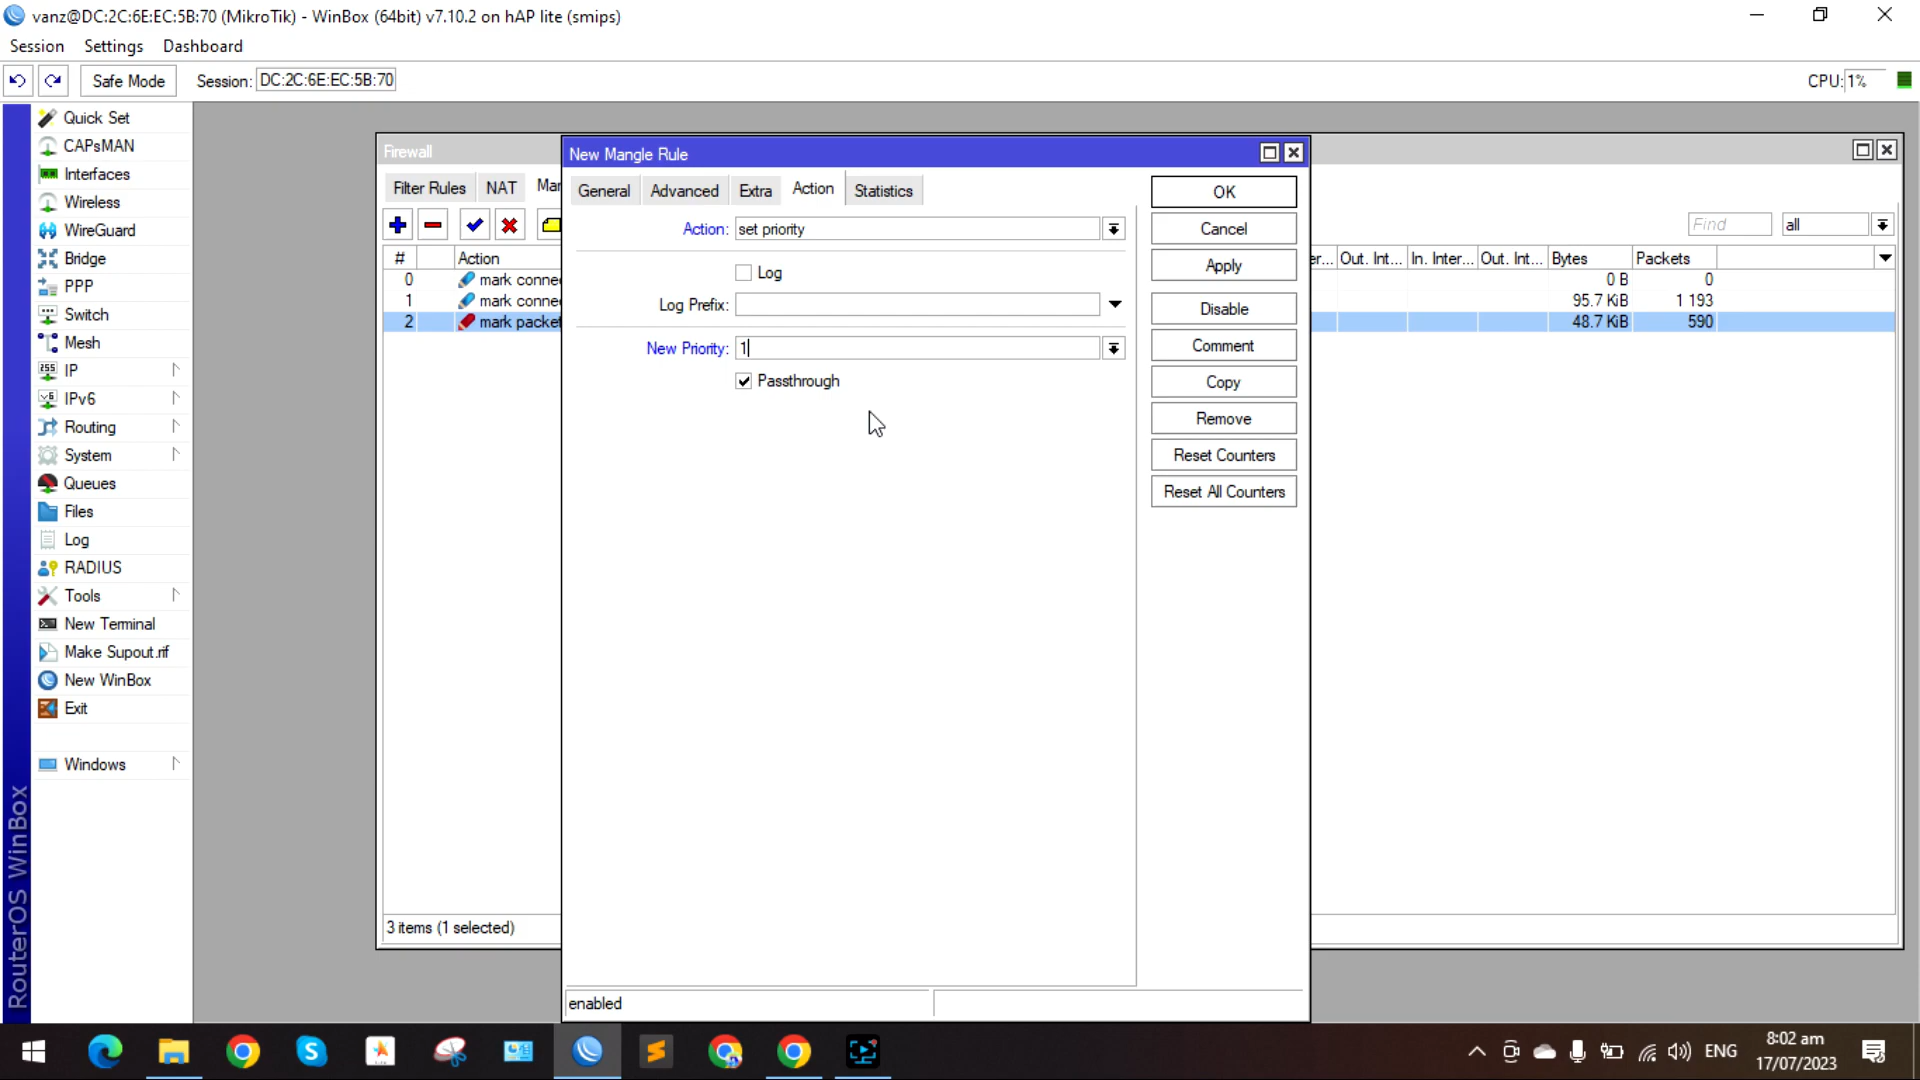 vanz@DC:2C:6E:EC:5B:70 (MikroTik) - WinBox (64bit) v7.10.2 on hAP lite (smips)
Session Settings Dashboard
Safe Mode Session: DC:2C:6E:EC:5B:70 CPU: 1%
Quick Set
CAPsMAN
Interfaces
Wireless
WireGuard
Bridge
PPP
Switch
Mesh
IP
IPv6
Routing
System
Queues
Files
Log
RADIUS
Tools
New Terminal
Make Supout.rif
New WinBox
Exit
Windows
RouterOS WinBox
Firewall
Filter Rules NAT
Find all
# Action
er... Out. Int... In. Inter... Out. Int... Bytes Packets
0 mark conne 0 B 0
1 mark conne 95.7 KiB 1 193
2 mark packet 48.7 KiB 590
3 items (1 selected)
New Mangle Rule
General Advanced Extra Action Statistics
Action: set priority
Log
Log Prefix:
New Priority: 1
Passthrough
OK
Cancel
Apply
Disable
Comment
Copy
Remove
Reset Counters
Reset All Counters
enabled
ENG
8:02 am
17/07/2023